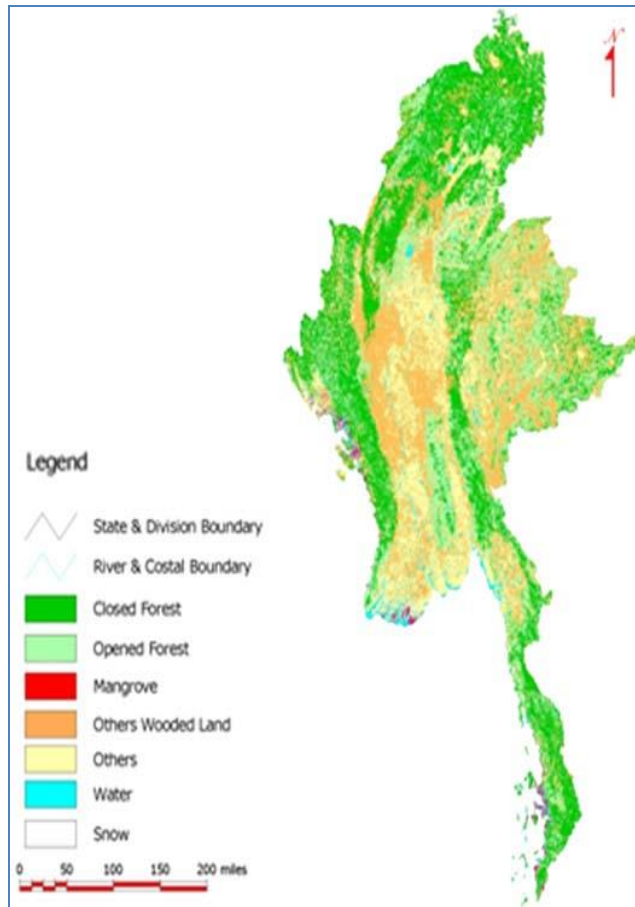 N
Legend
State & Division Boundary
River & Costal Boundary
Closed Forest
Opened Forest
Mangrove
Others Wooded Land
Others
Water
Snow
0 50 100 150 200 miles